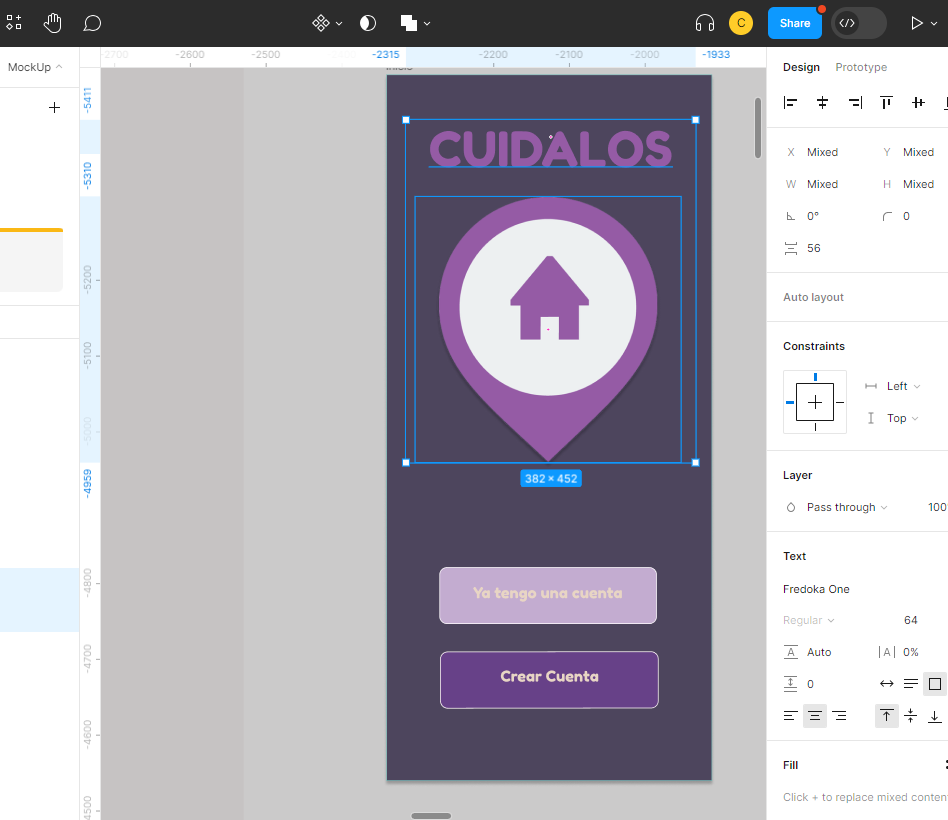 C
Share
MockUp
-2700
-2600
-2500
-2315
-2200
-2100
-2000
-1933
Design
Prototype
-5411
-5310
-5200
-5100
-5000
-4959
-4800
-4700
-4600
-4500
CUIDALOS
382 × 452
Ya tengo una cuenta
Crear Cuenta
X Mixed
Y Mixed
W Mixed
H Mixed
0°
0
56
Auto layout
Constraints
Left
Top
Layer
Pass through
100
Text
Fredoka One
Regular
64
A Auto
|A| 0%
0
Fill
Click + to replace mixed conten